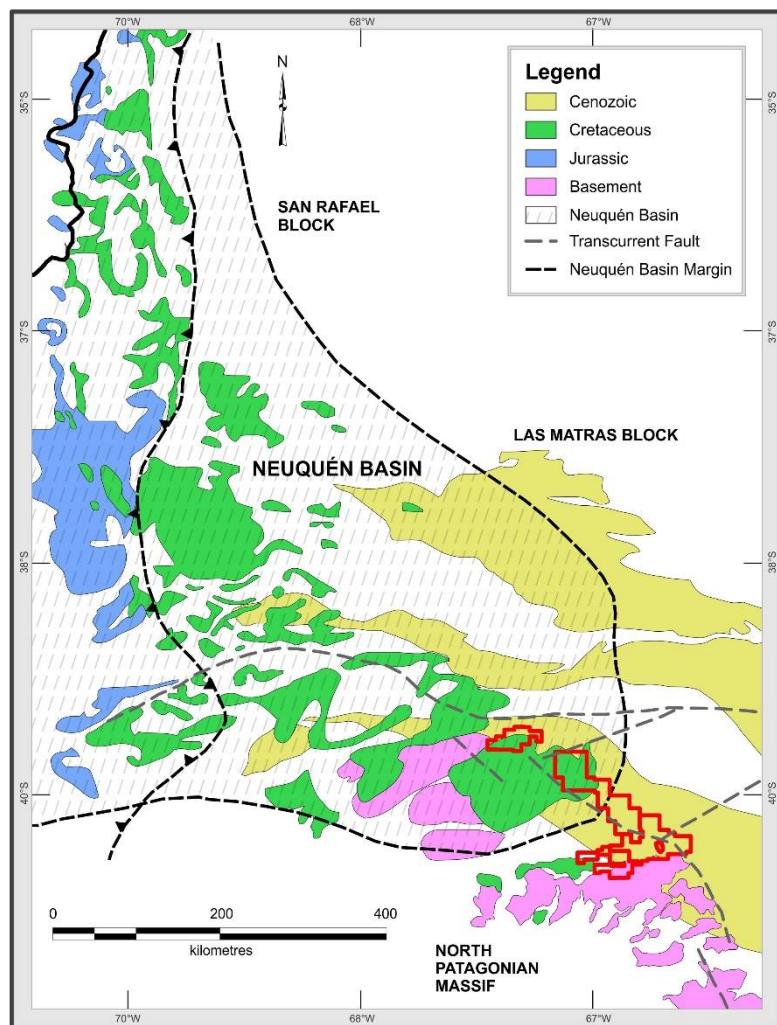 70°W
68°W
67°W
N
35°S
35°S
Legend
Cenozoic
Cretaceous
Jurassic
Basement
Neuquén Basin
Transcurrent Fault
Neuquén Basin Margin
SAN RAFAEL
BLOCK
37°S
37°S
LAS MATRAS BLOCK
NEUQUÉN BASIN
38°S
38°S
40°S
40°S
0
200
400
kilometres
NORTH
PATAGONIAN
MASSIF
70°W
68°W
67°W